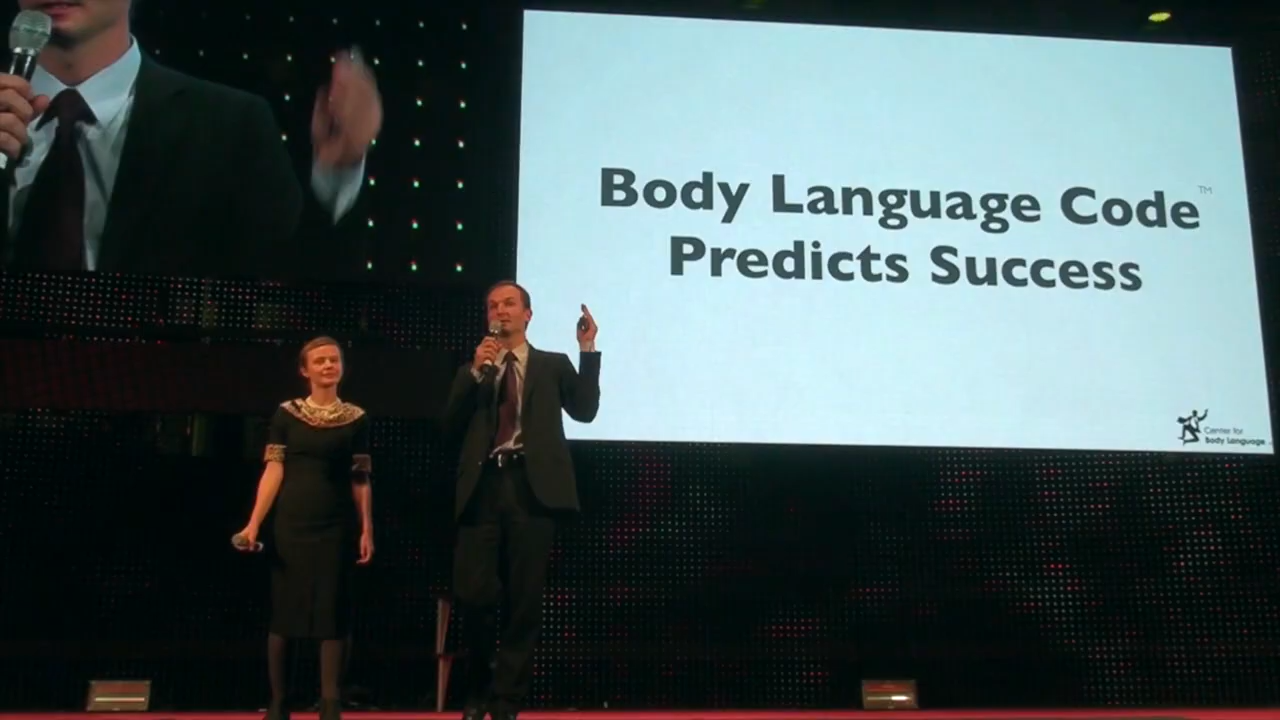 Body Language Code™
Predicts Success
Center for
Body Language